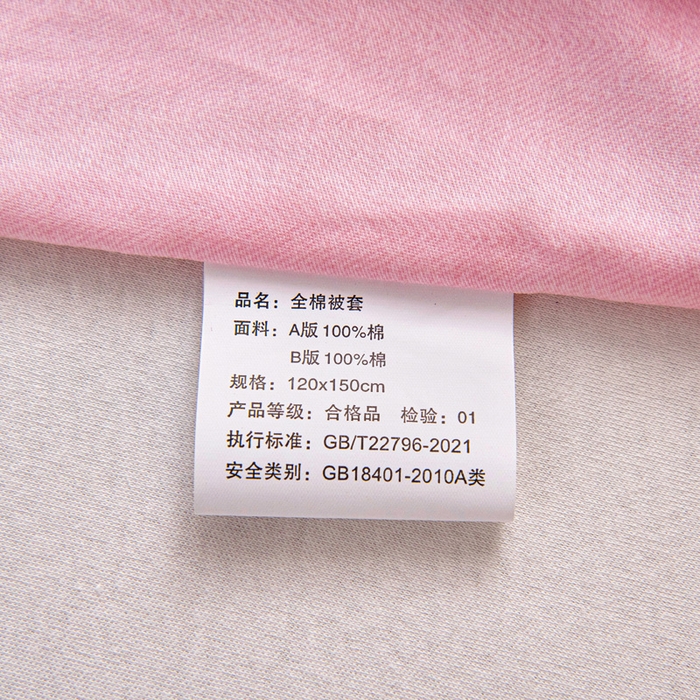 品名：全棉被套
面料：A版 100%棉
B版 100%棉
规格：120x150cm
产品等级：合格品 检验：01
执行标准：GB/T22796-2021
安全类别：GB18401-2010A类